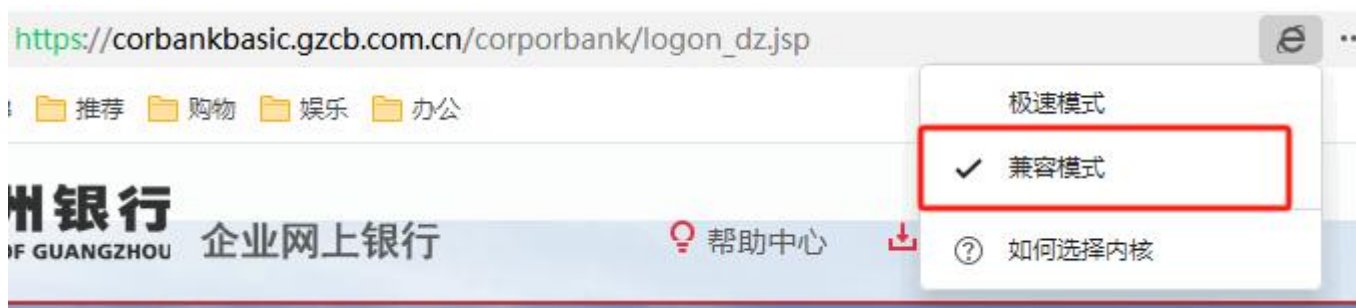 https://corbankbasic.gzcb.com.cn/corporbank/logon_dz.jsp
推荐 购物 娱乐 办公
极速模式
兼容模式
如何选择内核
州银行
OF GUANGZHOU
企业网上银行
帮助中心